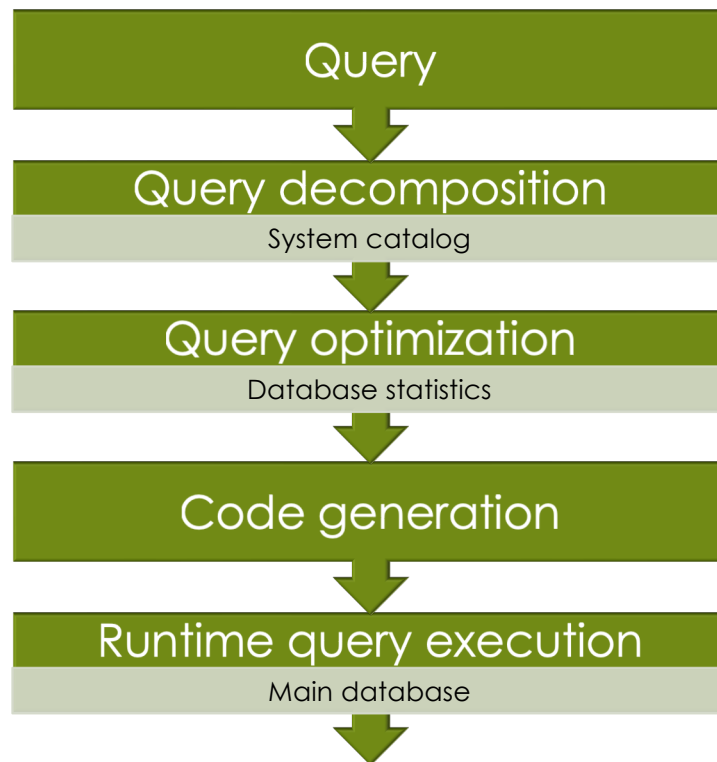 Query
Query decomposition
System catalog
Query optimization
Database statistics
Code generation
Runtime query execution
Main database